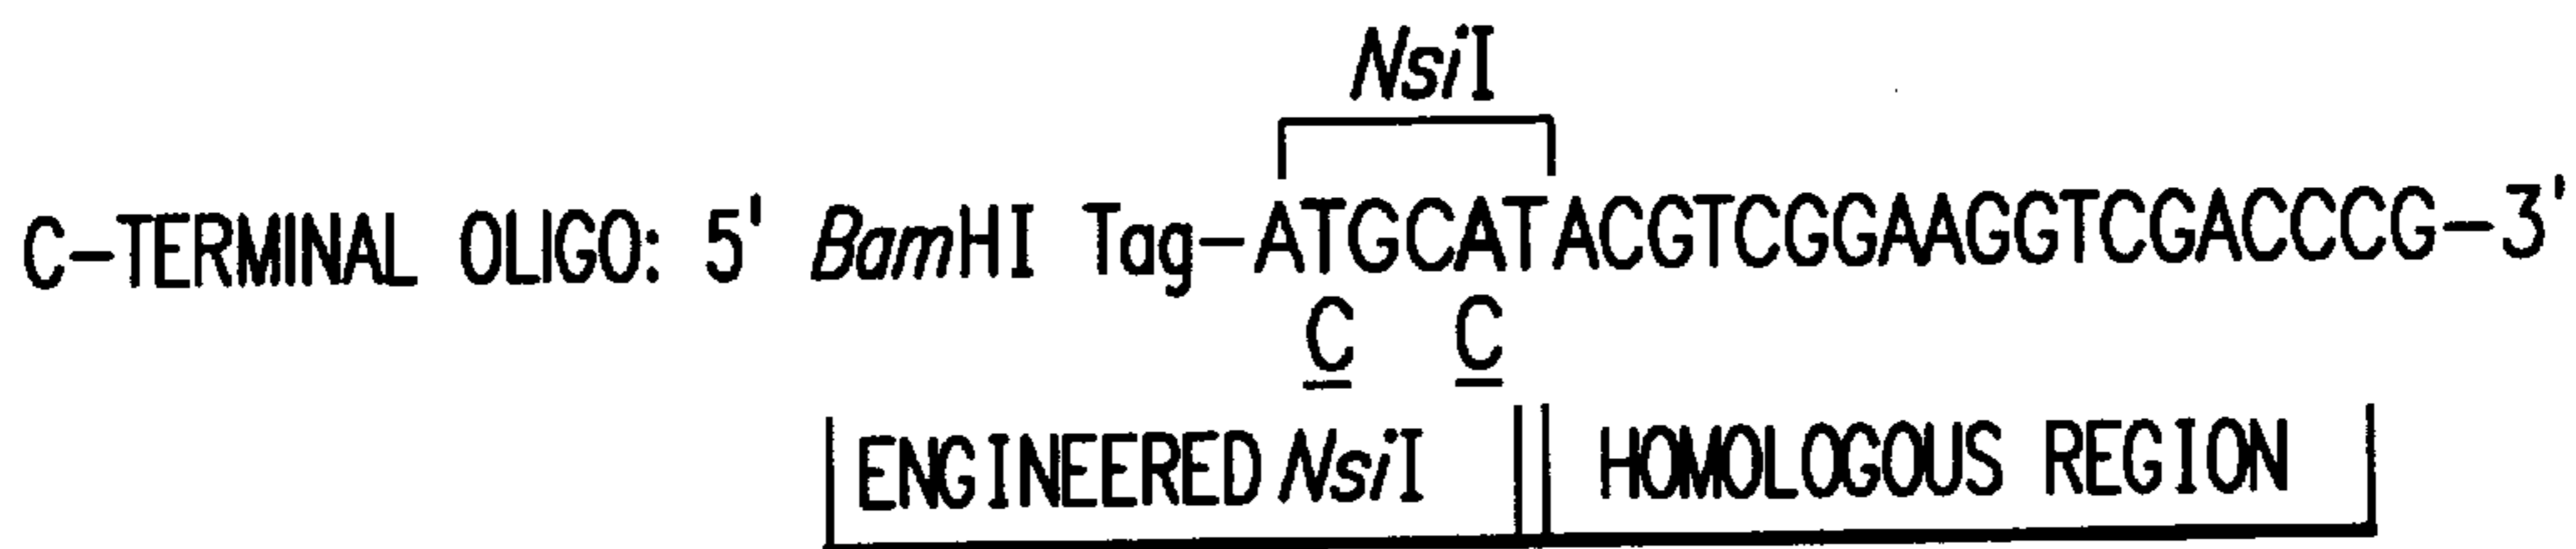 NsiI
C-TERMINAL OLIGO: 5' BamHI Tag-ATGCATACGTCGGAAGGTCGACCCG-3'
C C
ENGINEERED NsiI HOMOLOGOUS REGION